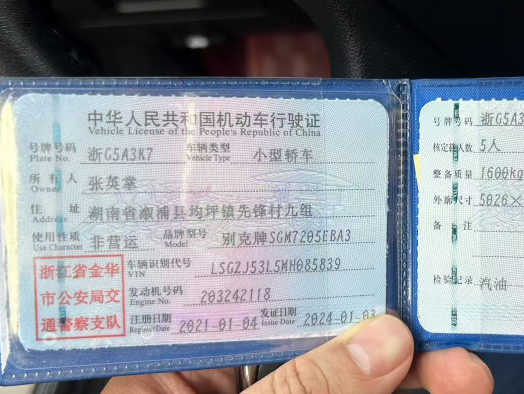 中华人民共和国机动车行驶证
Vehicle License of the People's Republic of China
号牌号码 浙G5A3K7 车辆类型 小型轿车
Plate No. Vehicle Type
所有人 张英掌
Owner
住址 湖南省溆浦县均坪镇先锋村九组
Address
使用性质 非营运 品牌型号 别克牌SGM7205EBA3
Use Character Model
浙江省金华
市公安局交
通警察支队
车辆识别代号 LSGZJ53L5MH085839
VIN
发动机号码 203242118
Engine No.
注册日期 2021-01-04 发证日期 2024-01-03
Register Date Issue Date
号牌号码 浙G5A3
核定载人数 5人
整备质量 1600kg
外廓尺寸 5026×
备注
检验记录 汽油